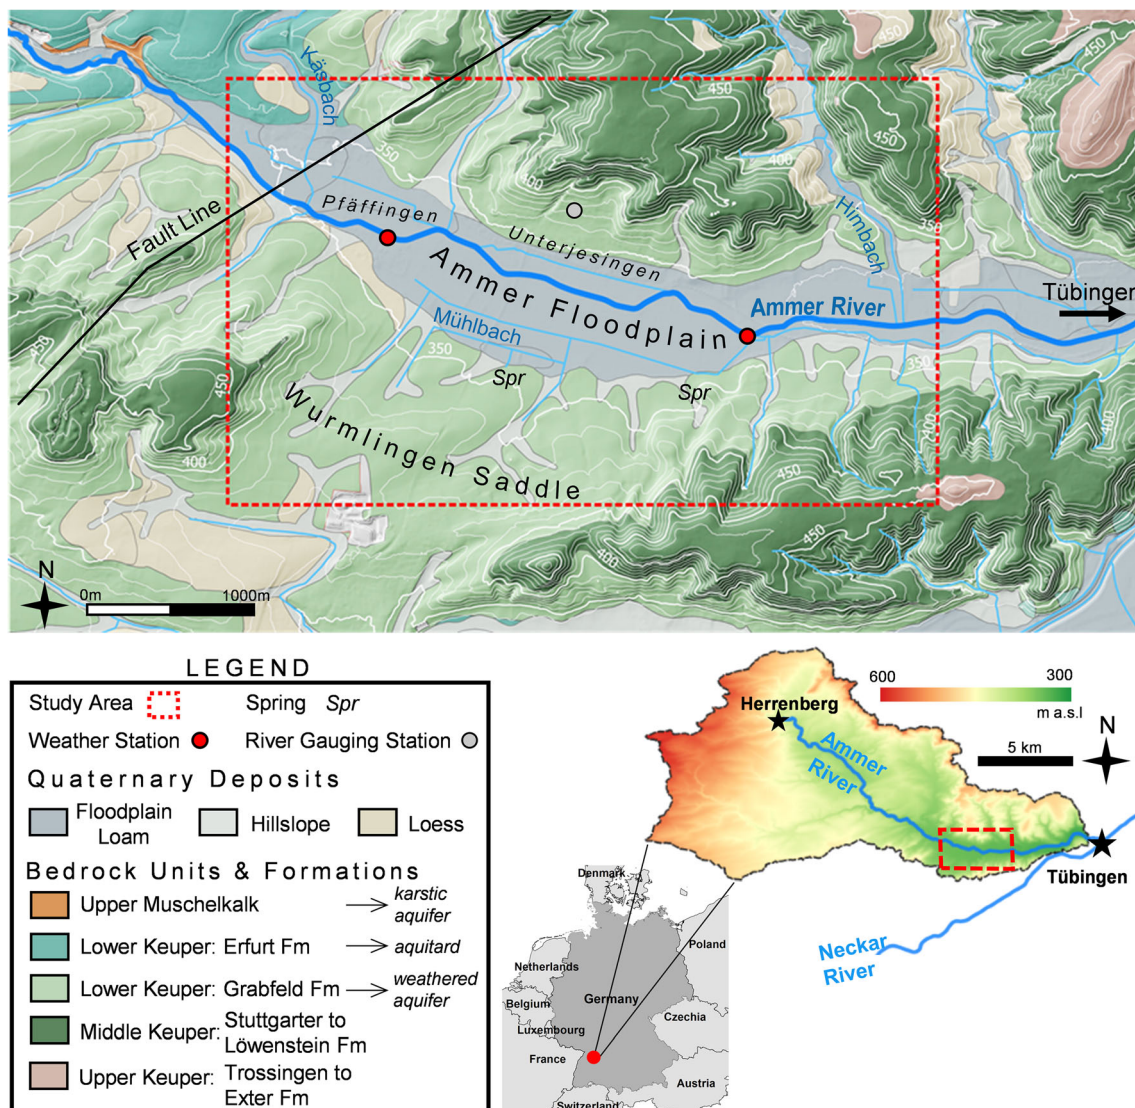 Käsbach
450
450
450
450
350
400
400
Fault Line
Pfäffingen
Unterjesingen
Himbach
350
Ammer Floodplain
Ammer River
Tübingen
Mühlbach
350
350
Spr
Spr
450
450
400
400
450
450
400
Wurmlingen Saddle
N
0m
1000m
LEGEND
Study Area
Spring Spr
Weather Station
River Gauging Station
Quaternary Deposits
Floodplain
Loam
Hillslope
Loess
Bedrock Units & Formations
Upper Muschelkalk
karstic
aquifer
Lower Keuper: Erfurt Fm
aquitard
Lower Keuper: Grabfeld Fm
weathered
aquifer
Middle Keuper: Stuttgarter to
Löwenstein Fm
Upper Keuper: Trossingen to
Exter Fm
600
300
m a.s.l
N
5 km
Herrenberg
Ammer
River
Tübingen
Neckar
River
Denmark
Poland
Netherlands
Belgium
Germany
Luxembourg
Czechia
France
Austria
Switzerland